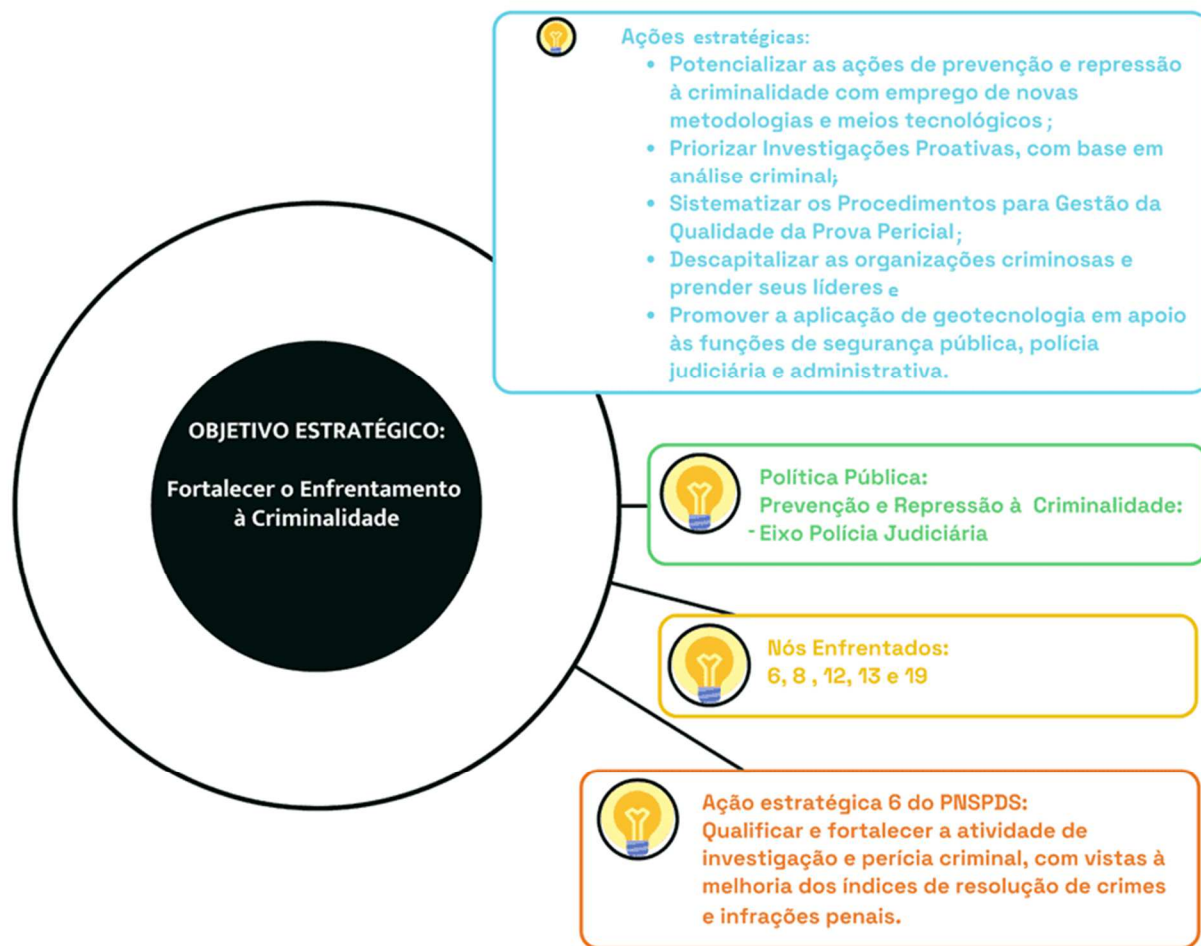 Ações estratégicas:
• Potencializar as ações de prevenção e repressão
à criminalidade com emprego de novas
metodologias e meios tecnológicos ;
• Priorizar Investigações Proativas, com base em
análise criminal;
• Sistematizar os Procedimentos para Gestão da
Qualidade da Prova Pericial ;
• Descapitalizar as organizações criminosas e
prender seus líderes e
• Promover a aplicação de geotecnologia em apoio
às funções de segurança pública, polícia
judiciária e administrativa.
OBJETIVO ESTRATÉGICO:
Fortalecer o Enfrentamento
à Criminalidade
Política Pública:
Prevenção e Repressão à Criminalidade:
- Eixo Polícia Judiciária
Nós Enfrentados:
6, 8 , 12, 13 e 19
Ação estratégica 6 do PNSPDS:
Qualificar e fortalecer a atividade de
investigação e perícia criminal, com vistas à
melhoria dos índices de resolução de crimes
e infrações penais.